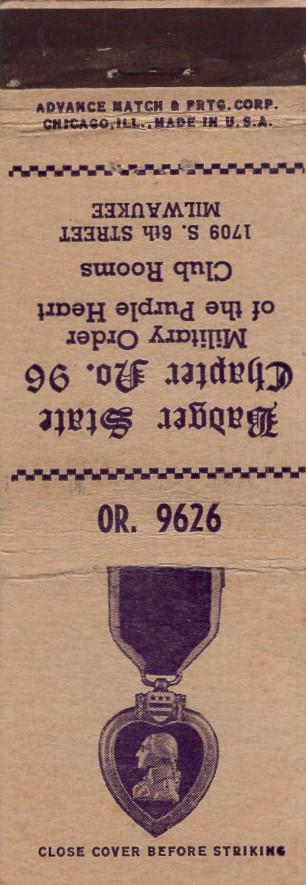 ADVANCE MATCH & PRTG. CORP.
CHICAGO, ILL., MADE IN U.S.A.
Badger State
Chapter No. 96
Military Order
of the Purple Heart
Club Rooms
1709 S. 6th STREET
MILWAUKEE
OR. 9626
CLOSE COVER BEFORE STRIKING